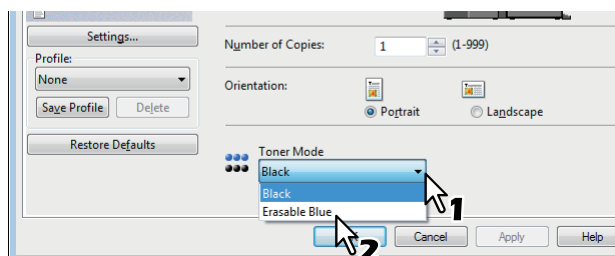 Settings...
Profile:
None
Save Profile Delete
Restore Defaults
Number of Copies: 1 (1-999)
Orientation:
Portrait Landscape
Toner Mode
Black
Black
Erasable Blue
1
2
Cancel Apply Help